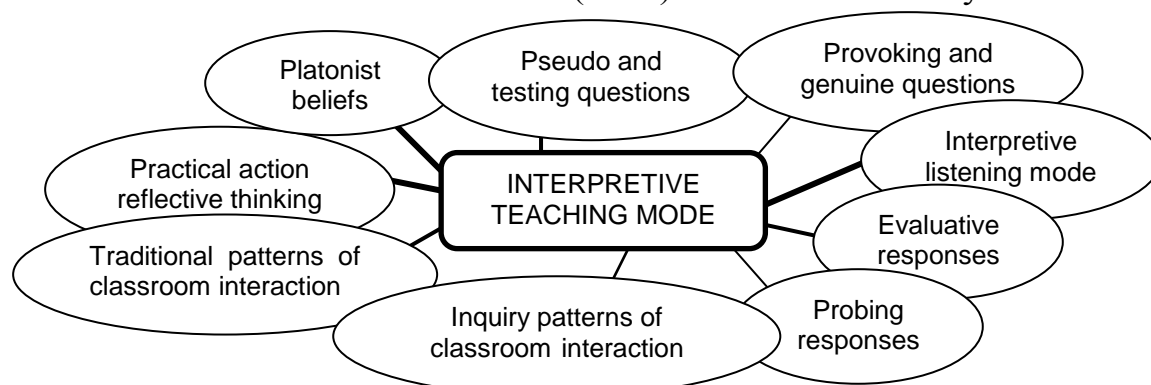 Platonist
beliefs
Pseudo and
testing questions
Provoking and
genuine questions
Interpretive
listening mode
Practical action
reflective thinking
INTERPRETIVE
TEACHING MODE
Evaluative
responses
Traditional patterns of
classroom interaction
Inquiry patterns of
classroom interaction
Probing
responses